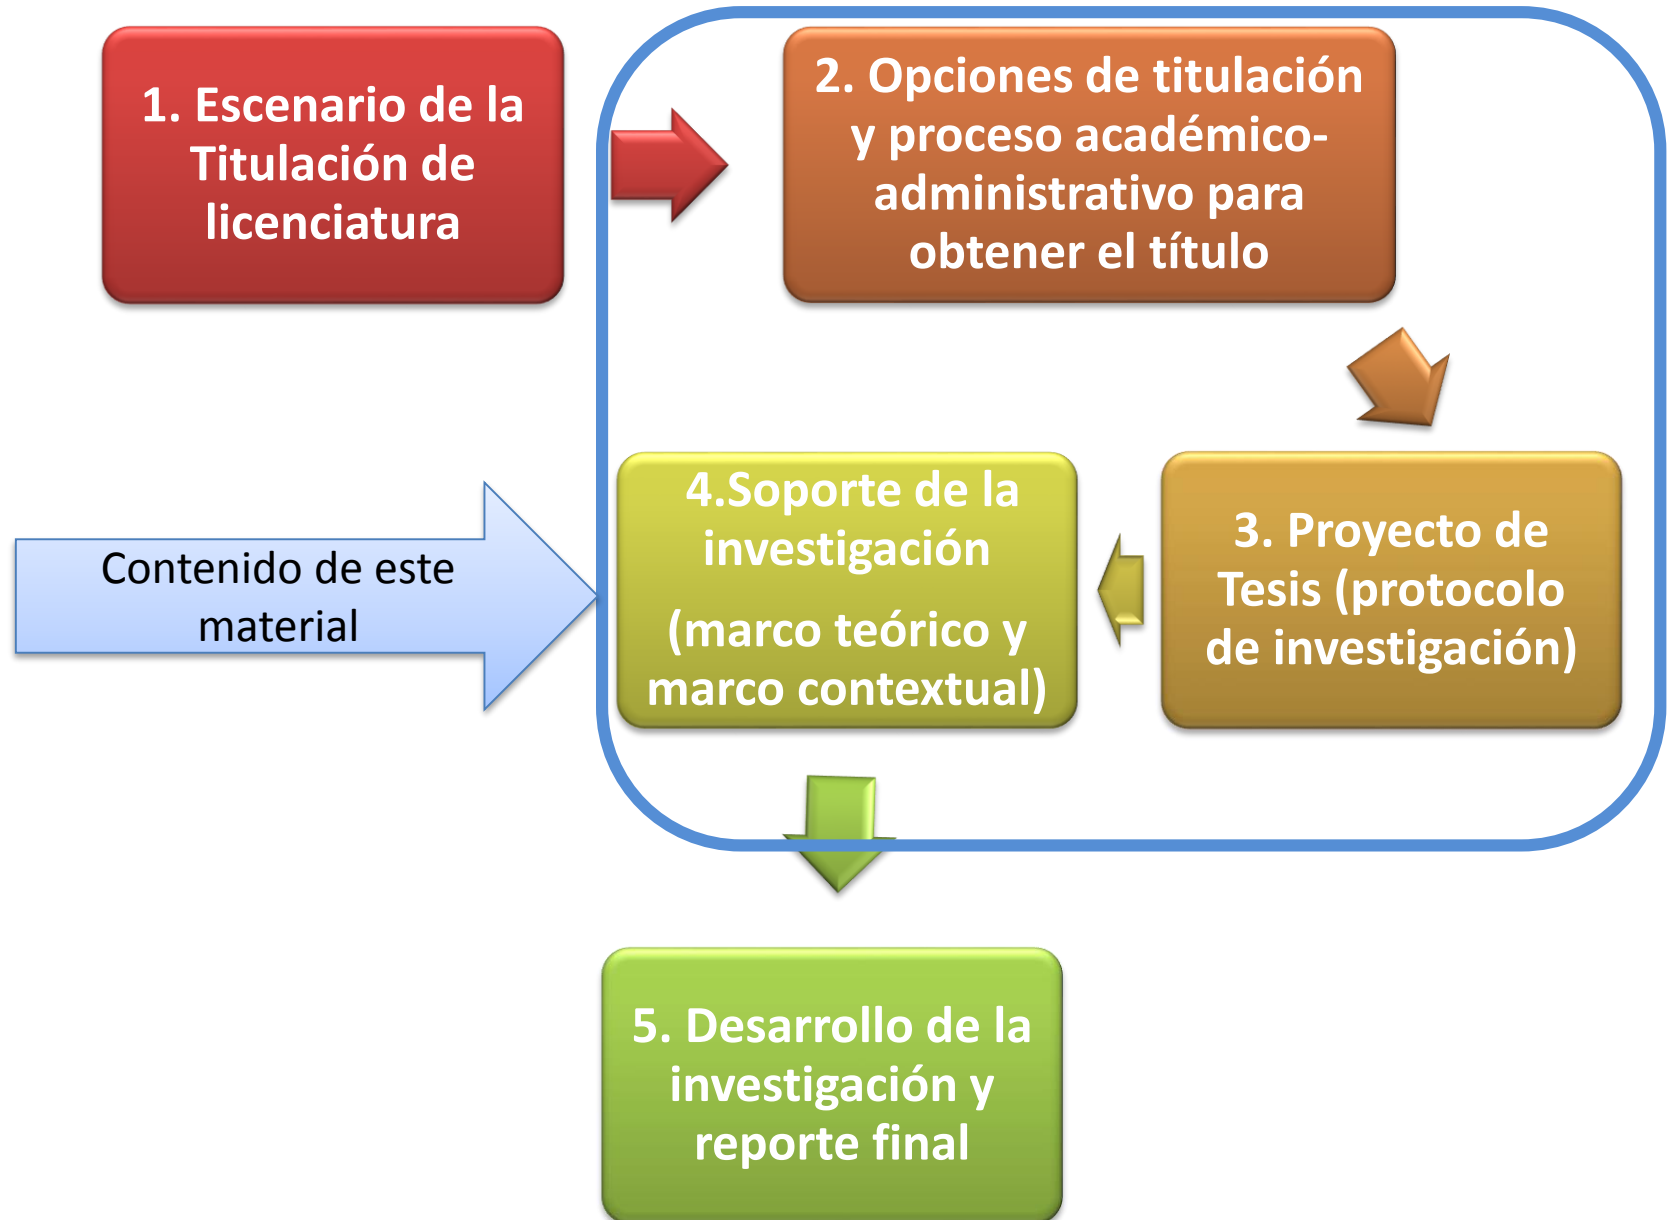 1. Escenario de la
Titulación de
licenciatura
2. Opciones de titulación
y proceso académico-
administrativo para
obtener el título
3. Proyecto de
Tesis (protocolo
de investigación)
4.Soporte de la
investigación
(marco teórico y
marco contextual)
Contenido de este
material
5. Desarrollo de la
investigación y
reporte final